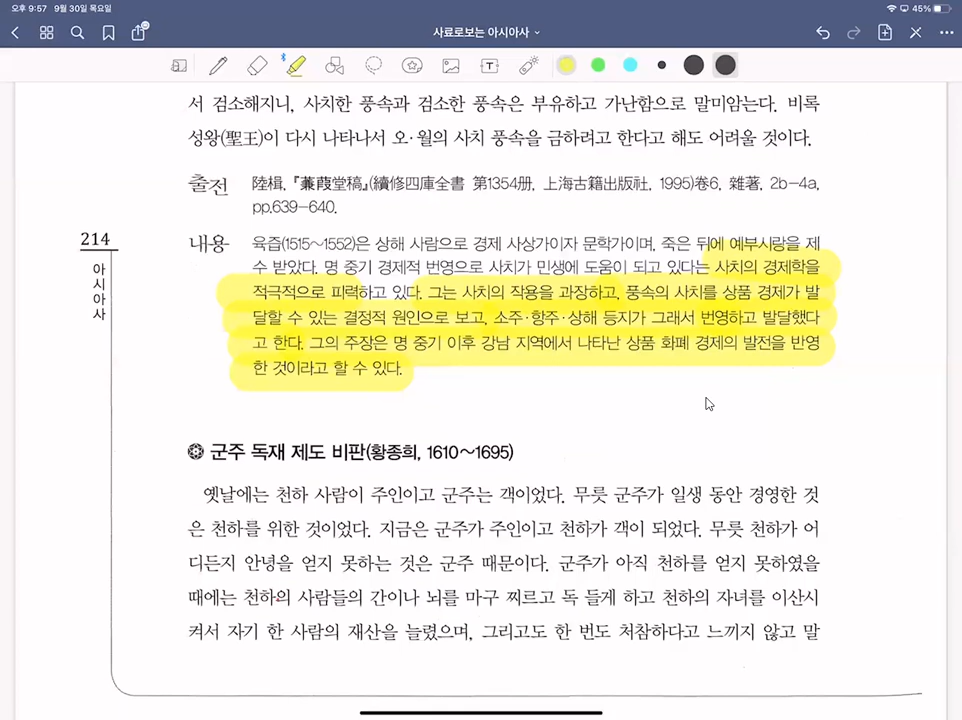 오후 9:57 9월 30일 목요일
45%
사료로보는 아시아사
서 검소해지니, 사치한 풍속과 검소한 풍속은 부유하고 가난함으로 말미암는다. 비록
성왕(聖王)이 다시 나타나서 오·월의 사치 풍속을 금하려고 한다고 해도 어려울 것이다.
출전 陸楫, 『蒹葭堂稿』(續修四庫全書 第1354册, 上海古籍出版社, 1995)卷6, 雜著, 2b-4a,
pp.639-640.
214
아시아사
내용 육즙(1515~1552)은 상해 사람으로 경제 사상가이자 문학가이며, 죽은 뒤에 예부시랑을 제
수 받았다. 명 중기 경제적 번영으로 사치가 민생에 도움이 되고 있다는 사치의 경제학을
적극적으로 피력하고 있다. 그는 사치의 작용을 과장하고, 풍속의 사치를 상품 경제가 발
달할 수 있는 결정적 원인으로 보고, 소주·항주·상해 등지가 그래서 번영하고 발달했다
고 한다. 그의 주장은 명 중기 이후 강남 지역에서 나타난 상품 화폐 경제의 발전을 반영
한 것이라고 할 수 있다.
군주 독재 제도 비판(황종희, 1610~1695)
옛날에는 천하 사람이 주인이고 군주는 객이었다. 무릇 군주가 일생 동안 경영한 것
은 천하를 위한 것이었다. 지금은 군주가 주인이고 천하가 객이 되었다. 무릇 천하가 어
디든지 안녕을 얻지 못하는 것은 군주 때문이다. 군주가 아직 천하를 얻지 못하였을
때에는 천하의 사람들의 간이나 뇌를 마구 찌르고 독 들게 하고 천하의 자녀를 이산시
켜서 자기 한 사람의 재산을 늘렸으며, 그리고도 한 번도 처참하다고 느끼지 않고 말